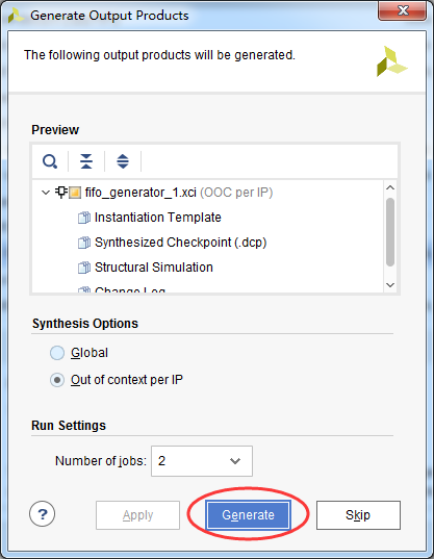 Generate Output Products
The following output products will be generated.
Preview
fifo_generator_1.xci (OOC per IP)
Instantiation Template
Synthesized Checkpoint (.dcp)
Structural Simulation
Change Log
Synthesis Options
Global
Out of context per IP
Run Settings
Number of jobs: 2
? Apply Generate Skip